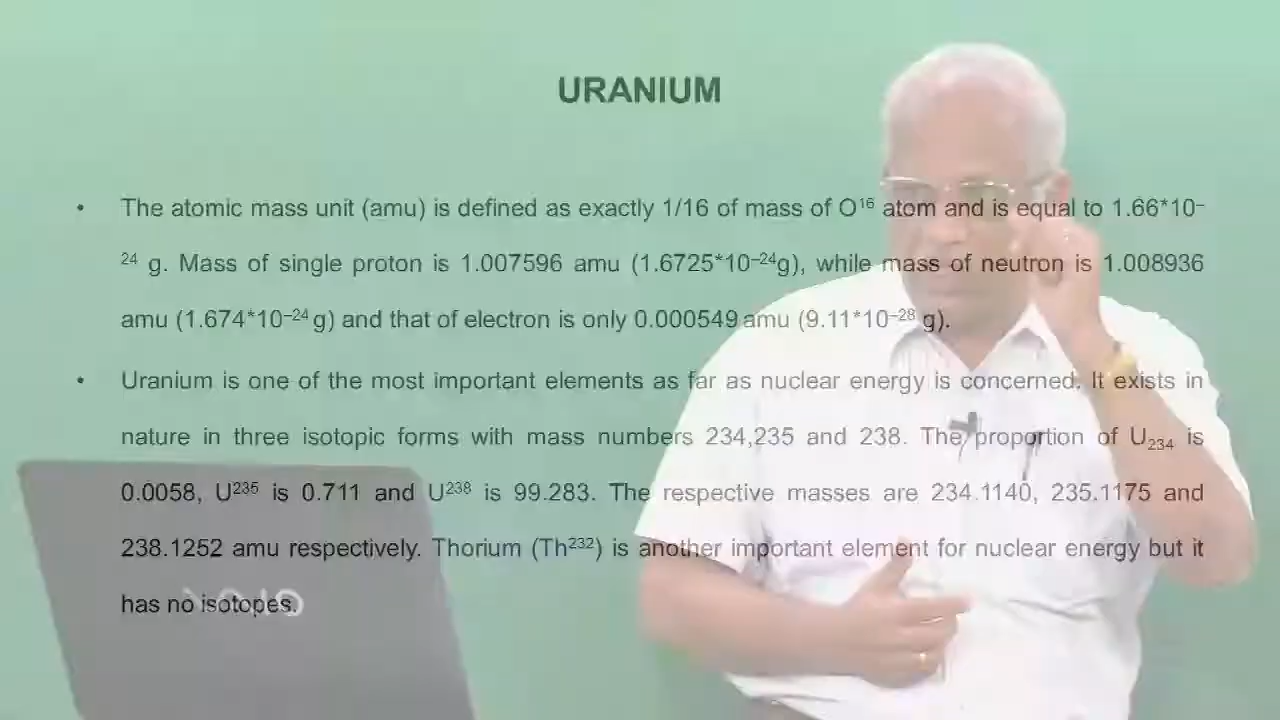 URANIUM
• The atomic mass unit (amu) is defined as exactly 1/16 of mass of O¹⁶ atom and is equal to 1.66*10⁻
²⁴ g. Mass of single proton is 1.007596 amu (1.6725*10⁻²⁴g), while mass of neutron is 1.008936
amu (1.674*10⁻²⁴ g) and that of electron is only 0.000549 amu (9.11*10⁻²⁸ g).
• Uranium is one of the most important elements as far as nuclear energy is concerned. It exists in
nature in three isotopic forms with mass numbers 234,235 and 238. The proportion of U₂₃₄ is
0.0058, U²³⁵ is 0.711 and U²³⁸ is 99.283. The respective masses are 234.1140, 235.1175 and
238.1252 amu respectively. Thorium (Th²³²) is another important element for nuclear energy but it
has no isotopes.